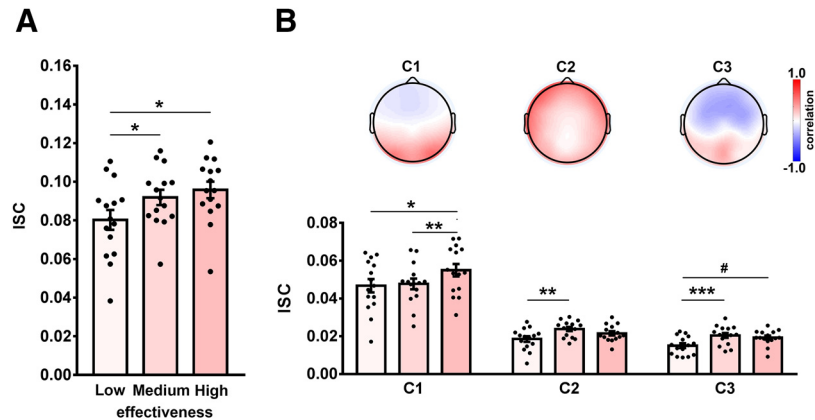 A
ISC
0.16
0.14
0.12
0.10
0.08
0.06
0.04
0.02
0.00
*
*
Low Medium High
effectiveness
B
C1
C2
C3
1.0
correlation
-1.0
ISC
0.08
0.06
0.04
0.02
0.00
*
**
**
#
***
C1
C2
C3